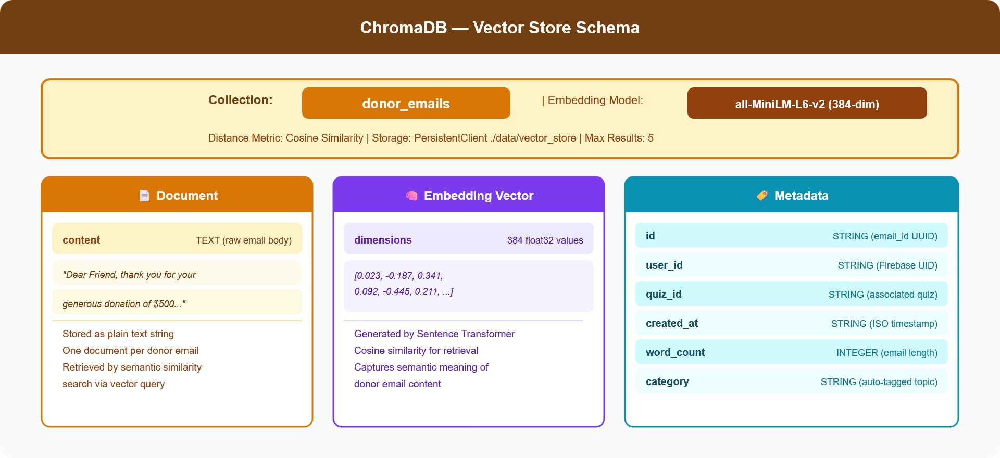 ChromaDB — Vector Store Schema
Collection: donor_emails | Embedding Model: all-MiniLM-L6-v2 (384-dim)
Distance Metric: Cosine Similarity | Storage: PersistentClient ./data/vector_store | Max Results: 5
Document
content TEXT (raw email body)
"Dear Friend, thank you for your
generous donation of $500..."
Stored as plain text string
One document per donor email
Retrieved by semantic similarity
search via vector query
Embedding Vector
dimensions 384 float32 values
[0.023, -0.187, 0.341,
0.092, -0.445, 0.211, ...]
Generated by Sentence Transformer
Cosine similarity for retrieval
Captures semantic meaning of
donor email content
Metadata
id STRING (email_id UUID)
user_id STRING (Firebase UID)
quiz_id STRING (associated quiz)
created_at STRING (ISO timestamp)
word_count INTEGER (email length)
category STRING (auto-tagged topic)